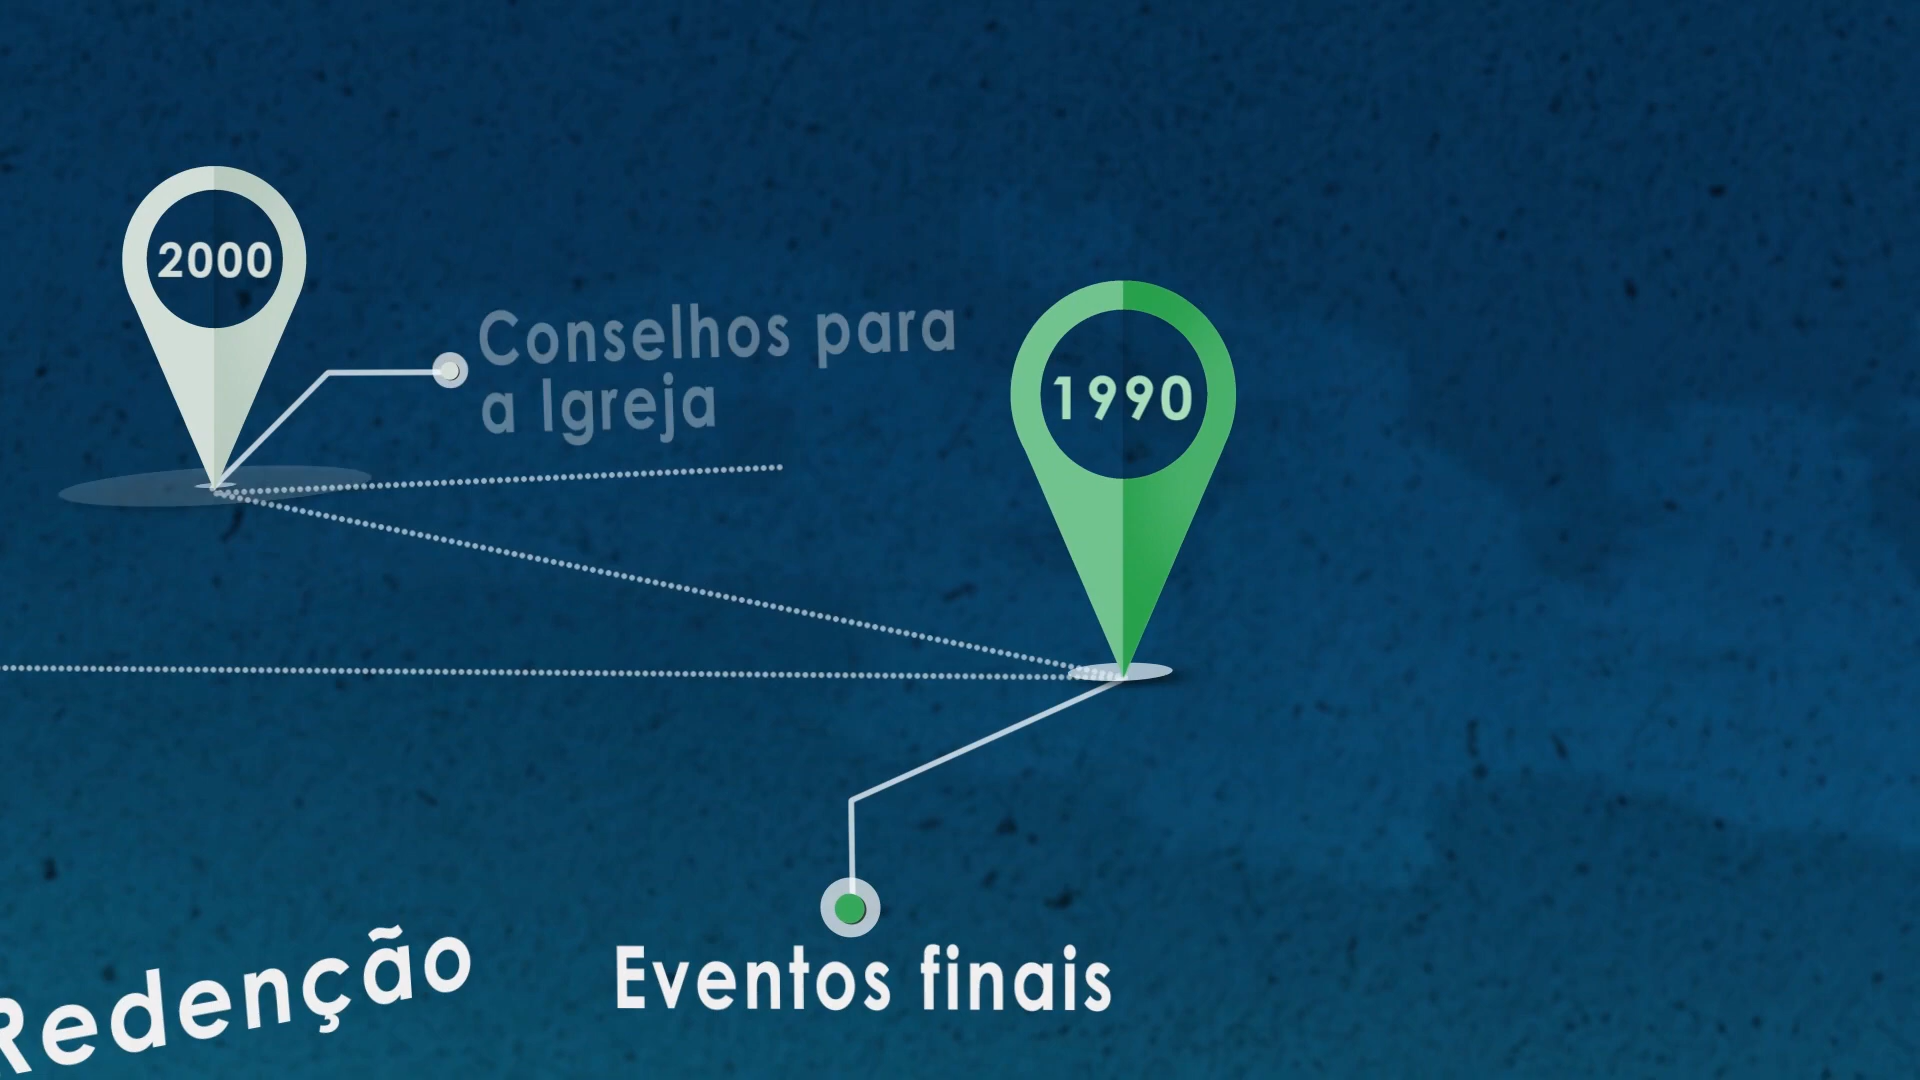 2000
Conselhos para
a Igreja
1990
Redenção
Eventos finais